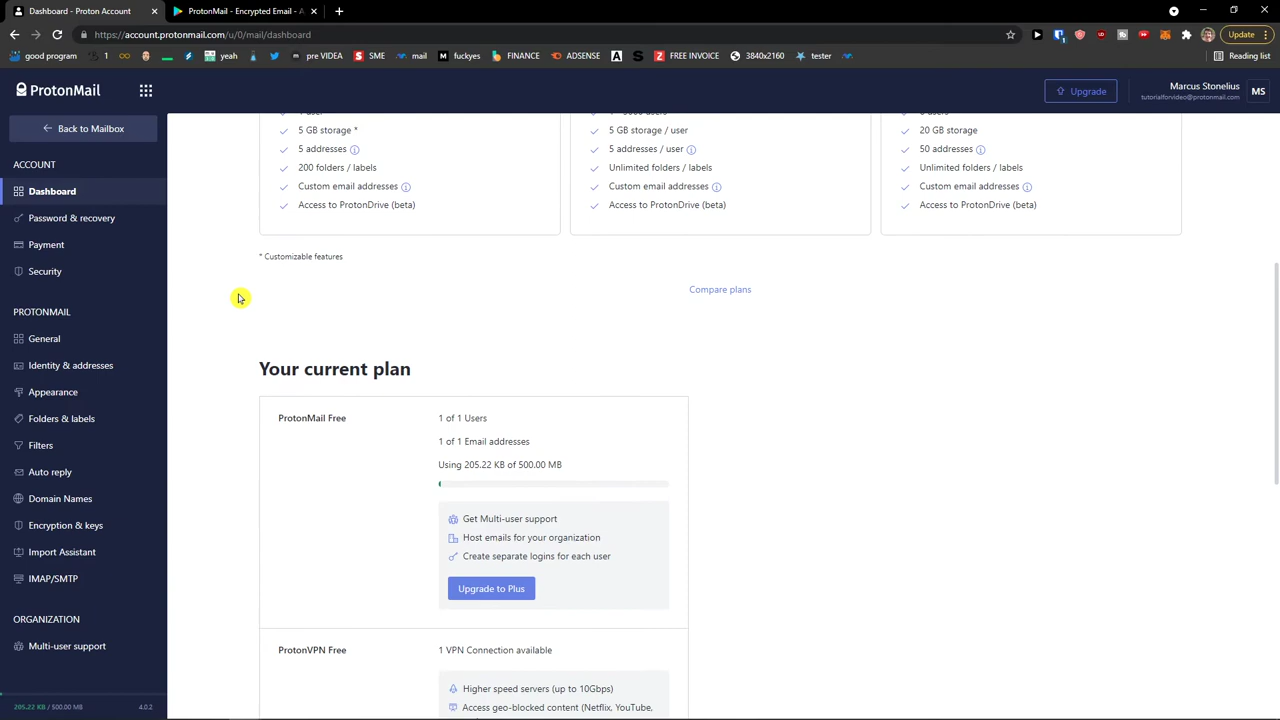 Dashboard - Proton Account
ProtonMail - Encrypted Email - A
https://account.protonmail.com/u/0/mail/dashboard
Update
good program
1
yeah
pre VIDEA
SME
mail
fuckyes
FINANCE
ADSENSE
FREE INVOICE
3840x2160
tester
Reading list
ProtonMail
Upgrade
Marcus Stonelius
tutorialforvideo@protonmail.com
MS
Back to Mailbox
ACCOUNT
Dashboard
Password & recovery
Payment
Security
PROTONMAIL
General
Identity & addresses
Appearance
Folders & labels
Filters
Auto reply
Domain Names
Encryption & keys
Import Assistant
IMAP/SMTP
ORGANIZATION
Multi-user support
205.22 KB / 500.00 MB
4.0.2
5 GB storage *
5 addresses
200 folders / labels
Custom email addresses
Access to ProtonDrive (beta)
5 GB storage / user
5 addresses / user
Unlimited folders / labels
Custom email addresses
Access to ProtonDrive (beta)
20 GB storage
50 addresses
Unlimited folders / labels
Custom email addresses
Access to ProtonDrive (beta)
* Customizable features
Compare plans
Your current plan
ProtonMail Free
1 of 1 Users
1 of 1 Email addresses
Using 205.22 KB of 500.00 MB
Get Multi-user support
Host emails for your organization
Create separate logins for each user
Upgrade to Plus
ProtonVPN Free
1 VPN Connection available
Higher speed servers (up to 10Gbps)
Access geo-blocked content (Netflix, YouTube,